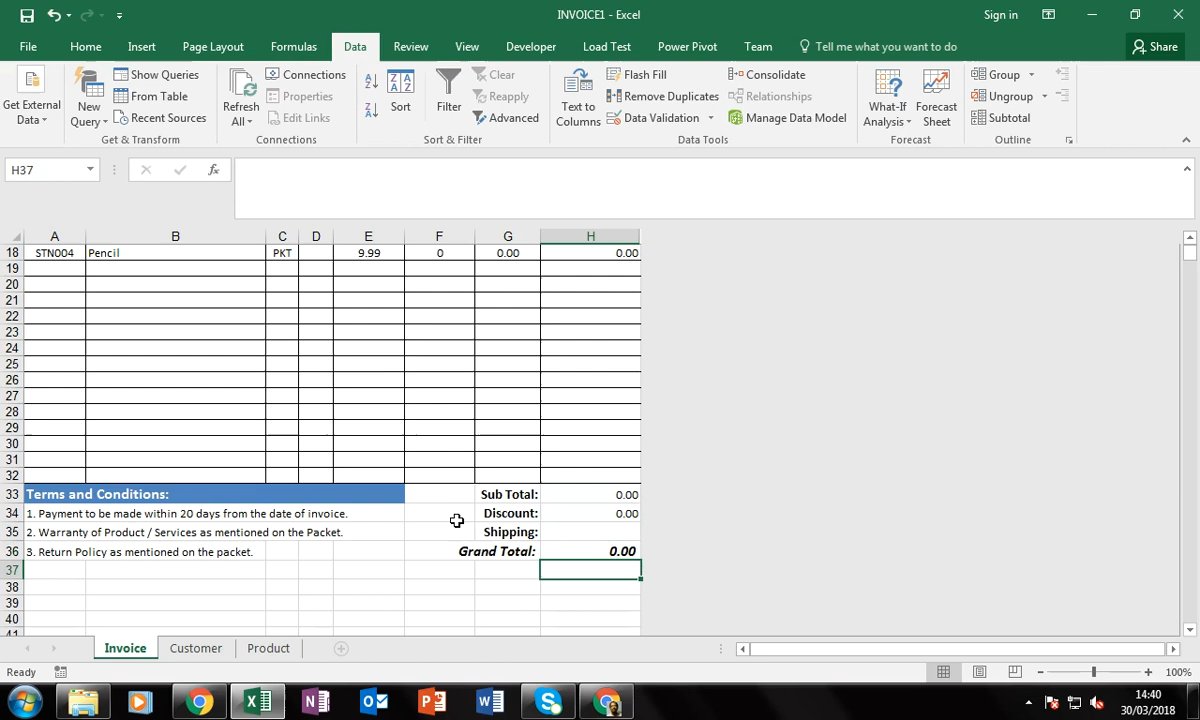 INVOICE1 - Excel
Sign in
File Home Insert Page Layout Formulas Data Review View Developer Load Test Power Pivot Team Tell me what you want to do Share
Get External Data
New Query
Show Queries
From Table
Recent Sources
Get & Transform
Refresh All
Connections
Properties
Edit Links
Connections
Sort
Filter
Clear
Reapply
Advanced
Sort & Filter
Text to Columns
Flash Fill
Remove Duplicates
Data Validation
Consolidate
Relationships
Manage Data Model
Data Tools
What-If Analysis
Forecast Sheet
Forecast
Group
Ungroup
Subtotal
Outline
H37 fx
A B C D E F G H
18 STN004 Pencil PKT 9.99 0 0.00 0.00
19
20
21
22
23
24
25
26
27
28
29
30
31
32
33 Terms and Conditions: Sub Total: 0.00
34 1. Payment to be made within 20 days from the date of invoice. Discount: 0.00
35 2. Warranty of Product / Services as mentioned on the Packet. Shipping:
36 3. Return Policy as mentioned on the packet. Grand Total: 0.00
37
38
39
40
41
Invoice Customer Product
Ready 100%
14:40
30/03/2018